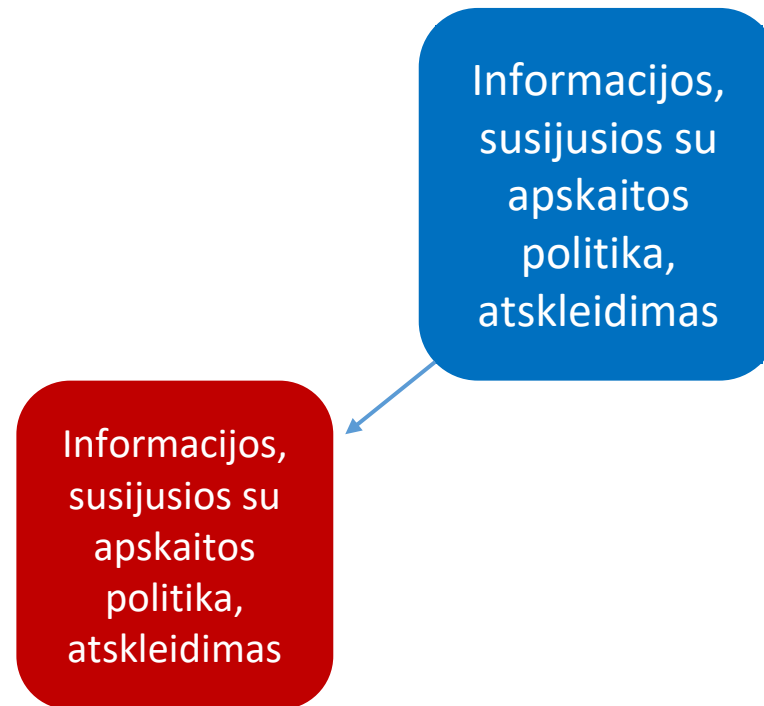 Informacijos,
susijusios su
apskaitos
politika,
atskleidimas
Informacijos,
susijusios su
apskaitos
politika,
atskleidimas